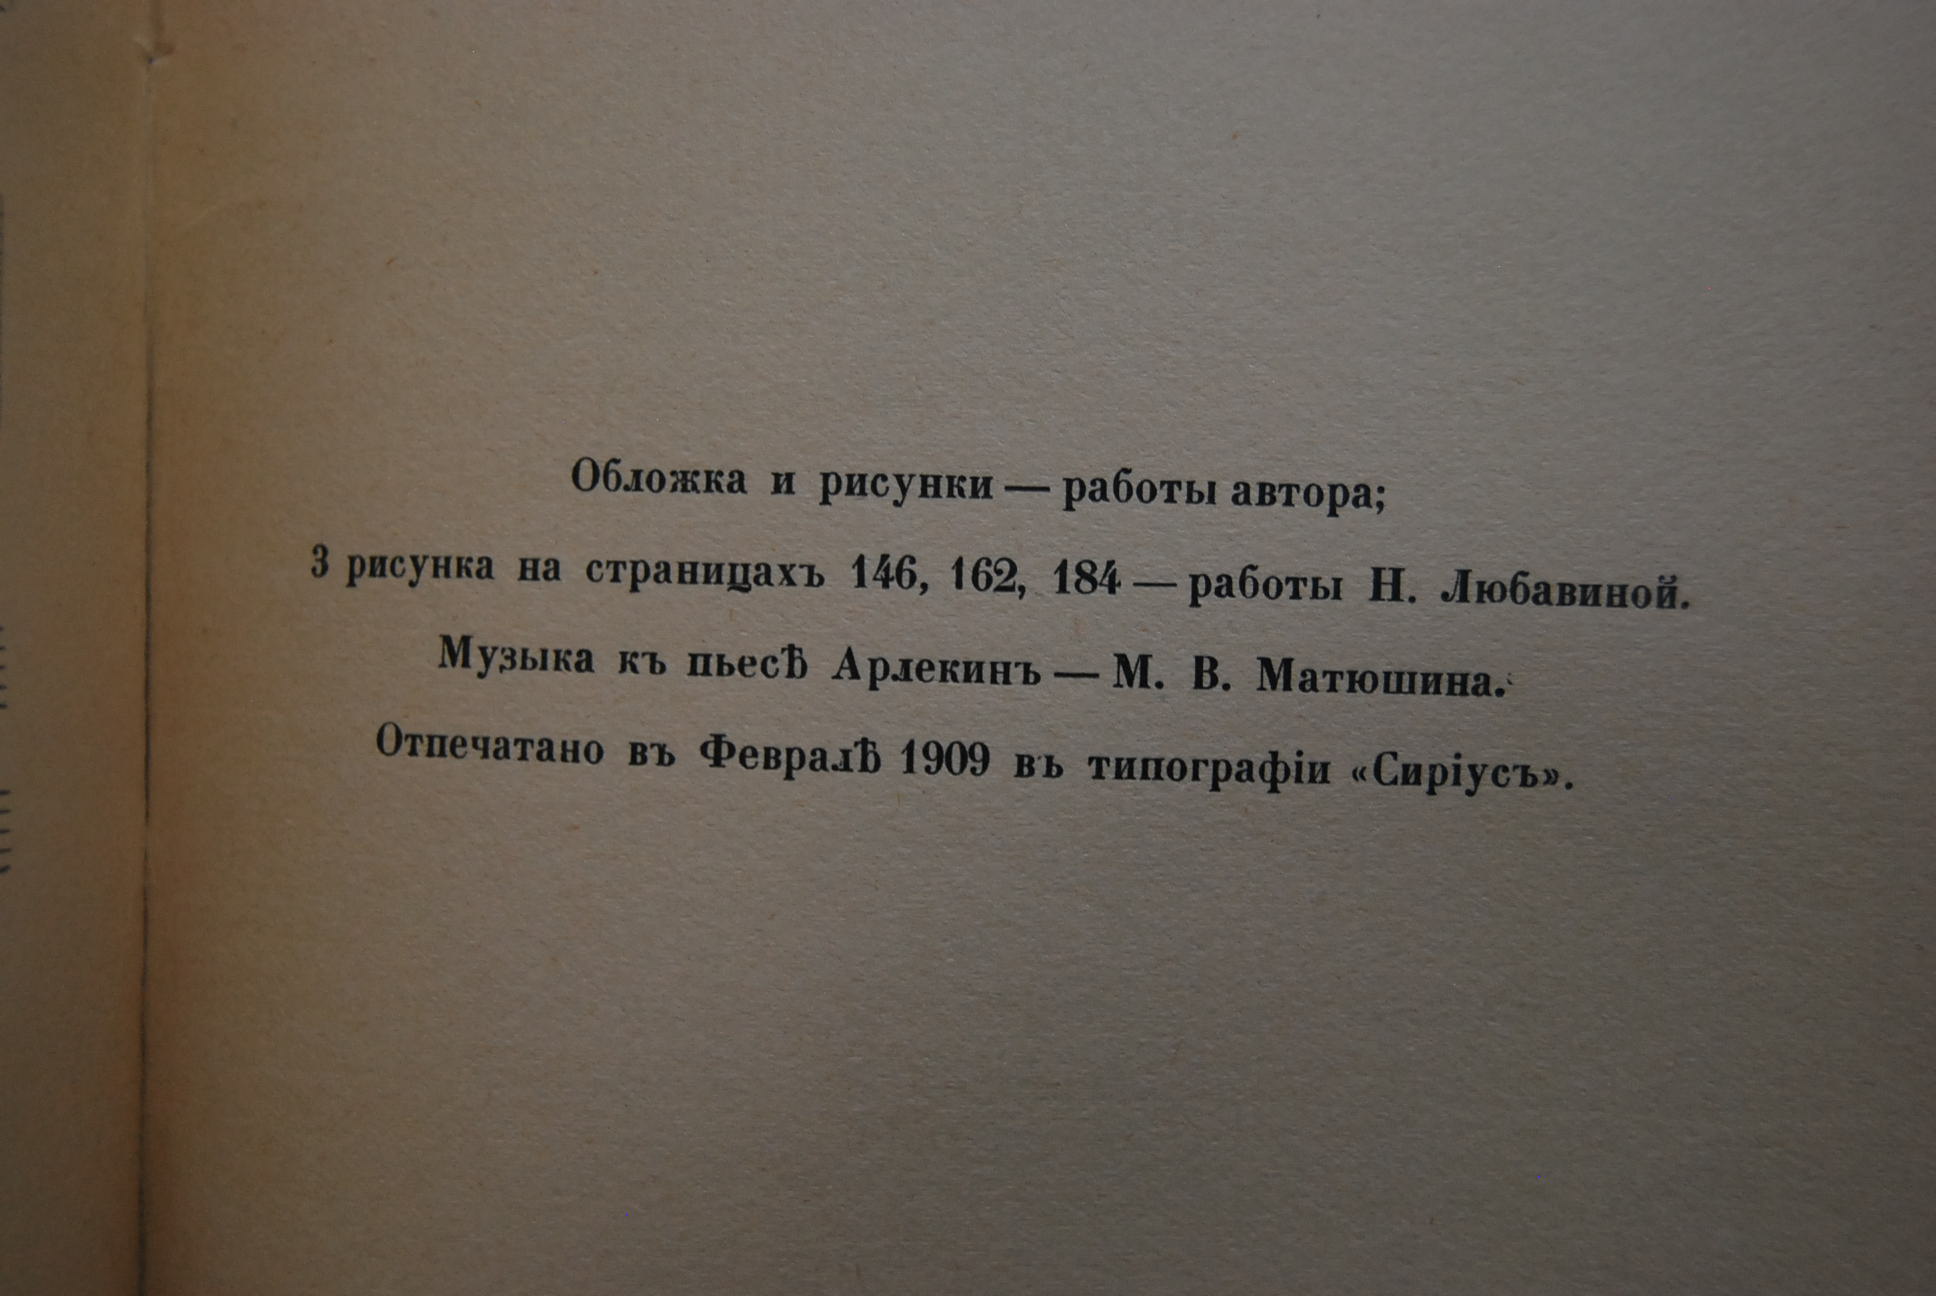 Обложка и рисунки — работы автора;
3 рисунка на страницахъ 146, 162, 184 — работы Н. Любавиной.
Музыка къ пьесѣ Арлекинъ — М. В. Матюшина.
Отпечатано въ Февралѣ 1909 въ типографіи «Сиріусъ».